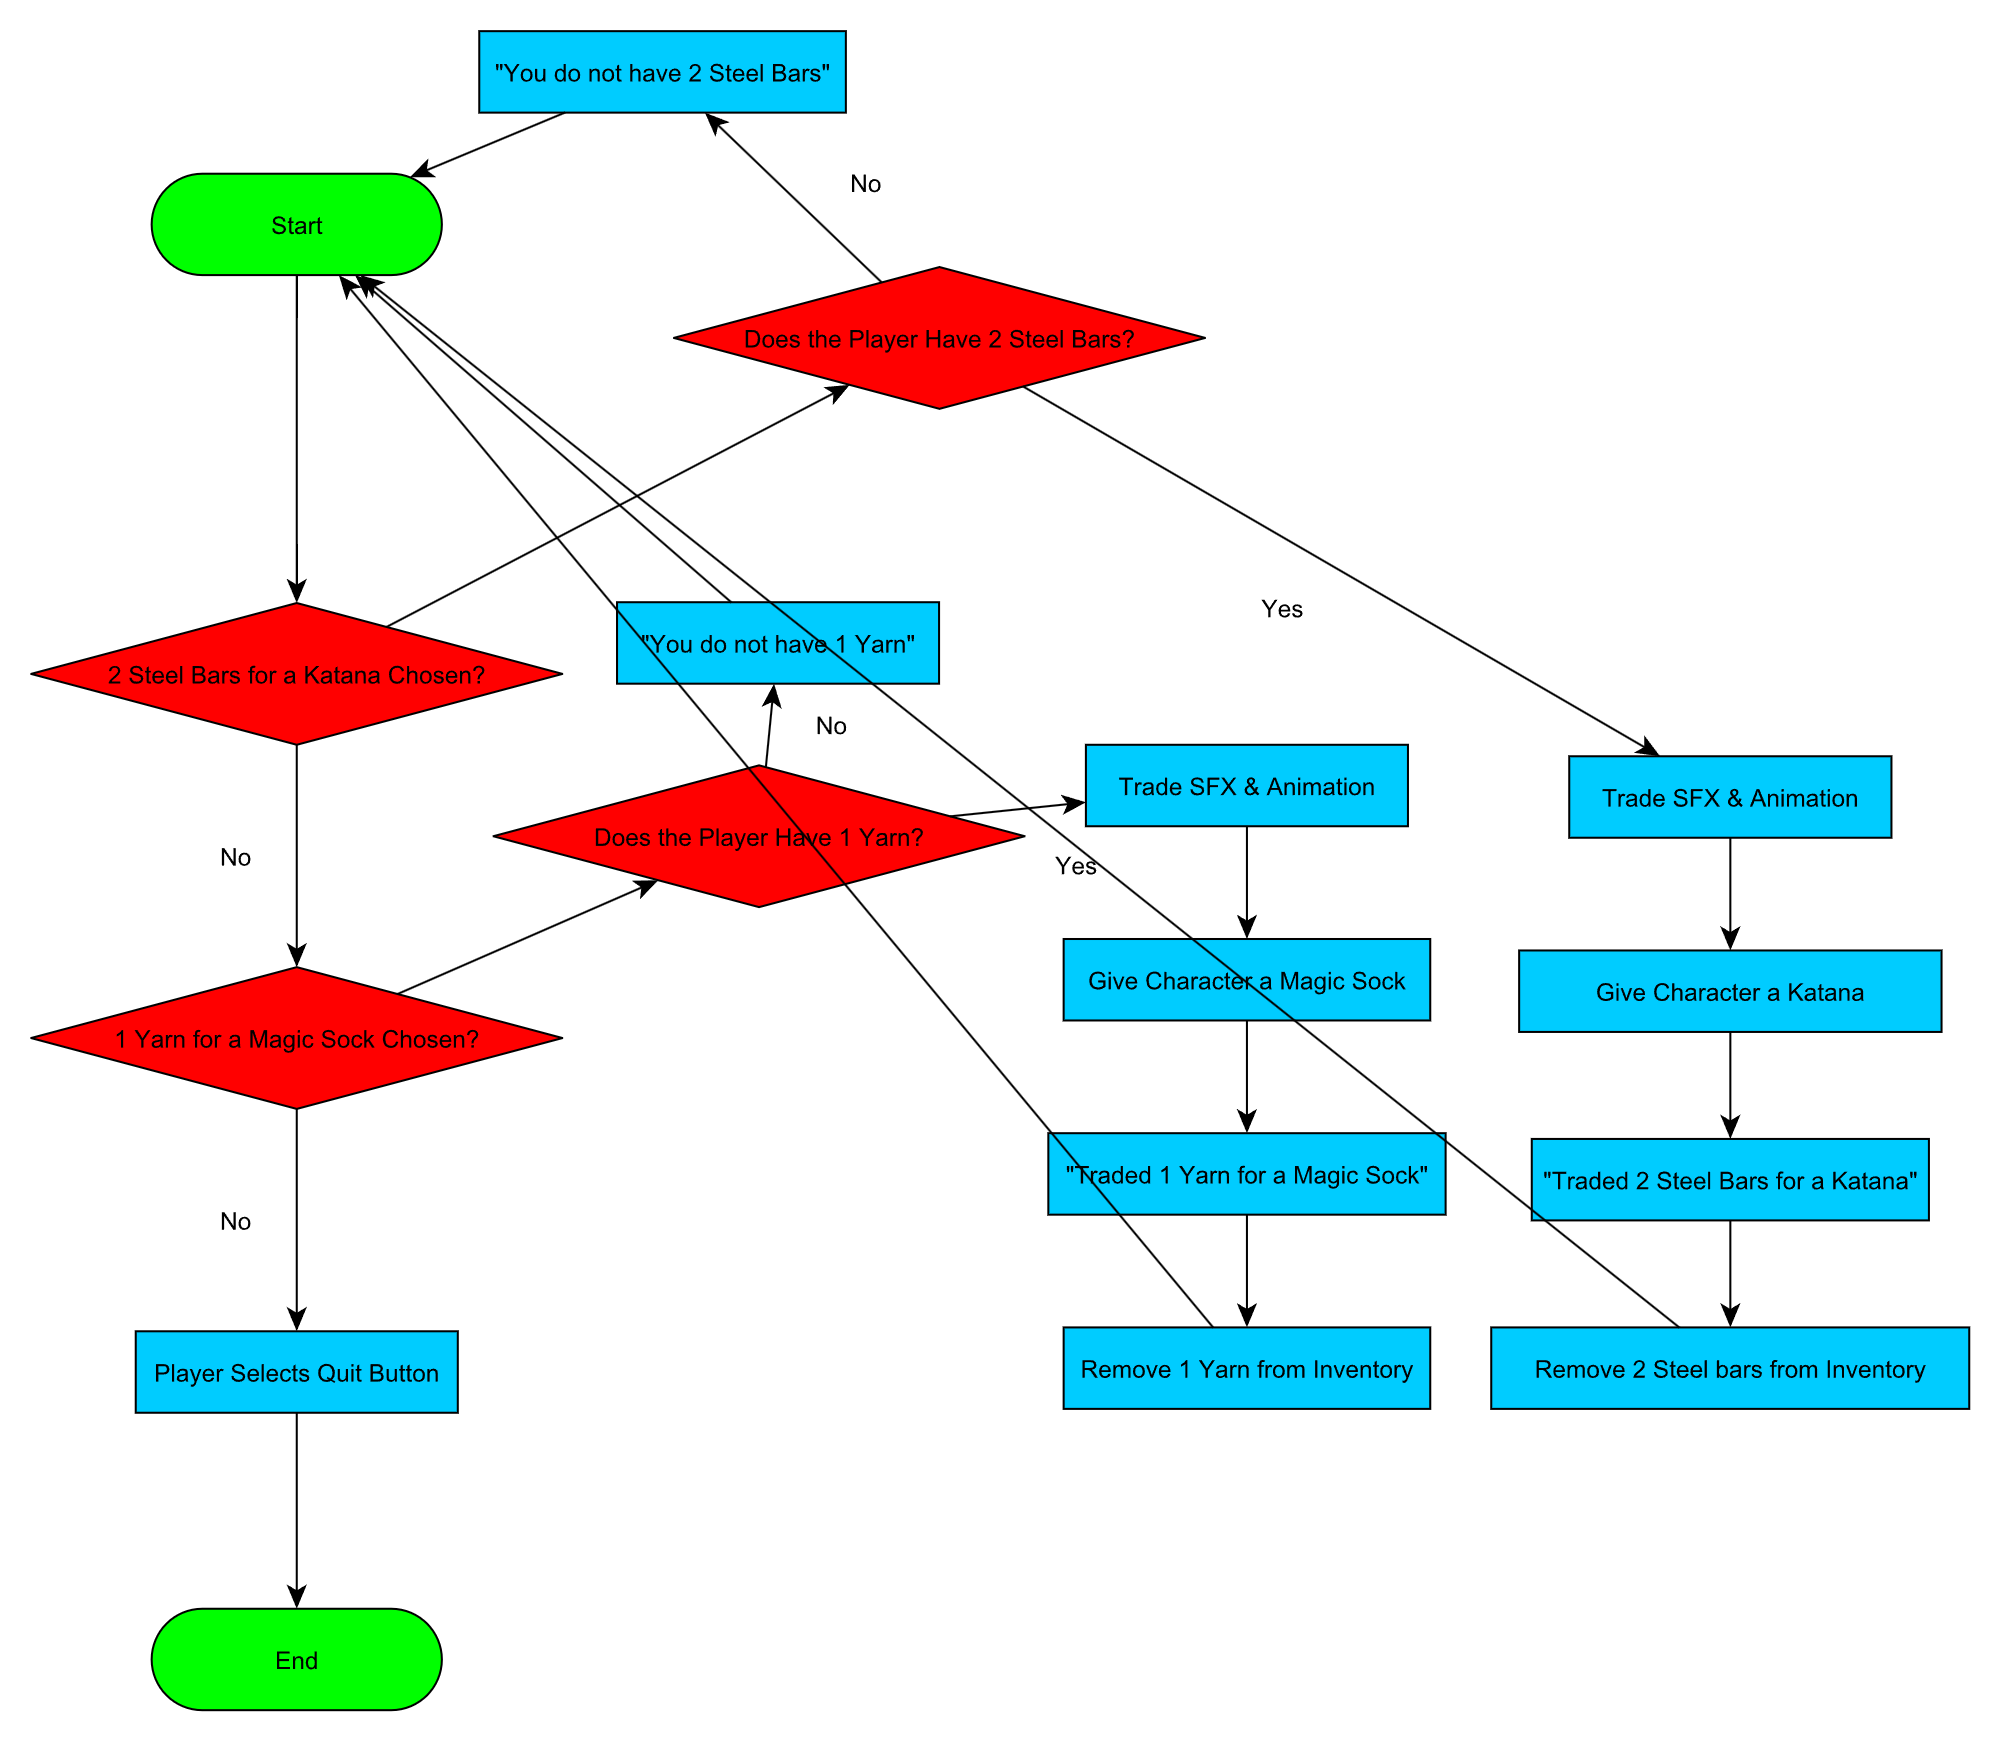 "You do not have 2 Steel Bars"
No
Start
Does the Player Have 2 Steel Bars?
Yes
"You do not have 1 Yarn"
2 Steel Bars for a Katana Chosen?
No
Trade SFX & Animation
Trade SFX & Animation
Does the Player Have 1 Yarn?
No
Yes
Give Character a Magic Sock
Give Character a Katana
1 Yarn for a Magic Sock Chosen?
"Traded 1 Yarn for a Magic Sock"
"Traded 2 Steel Bars for a Katana"
No
Player Selects Quit Button
Remove 1 Yarn from Inventory
Remove 2 Steel bars from Inventory
End